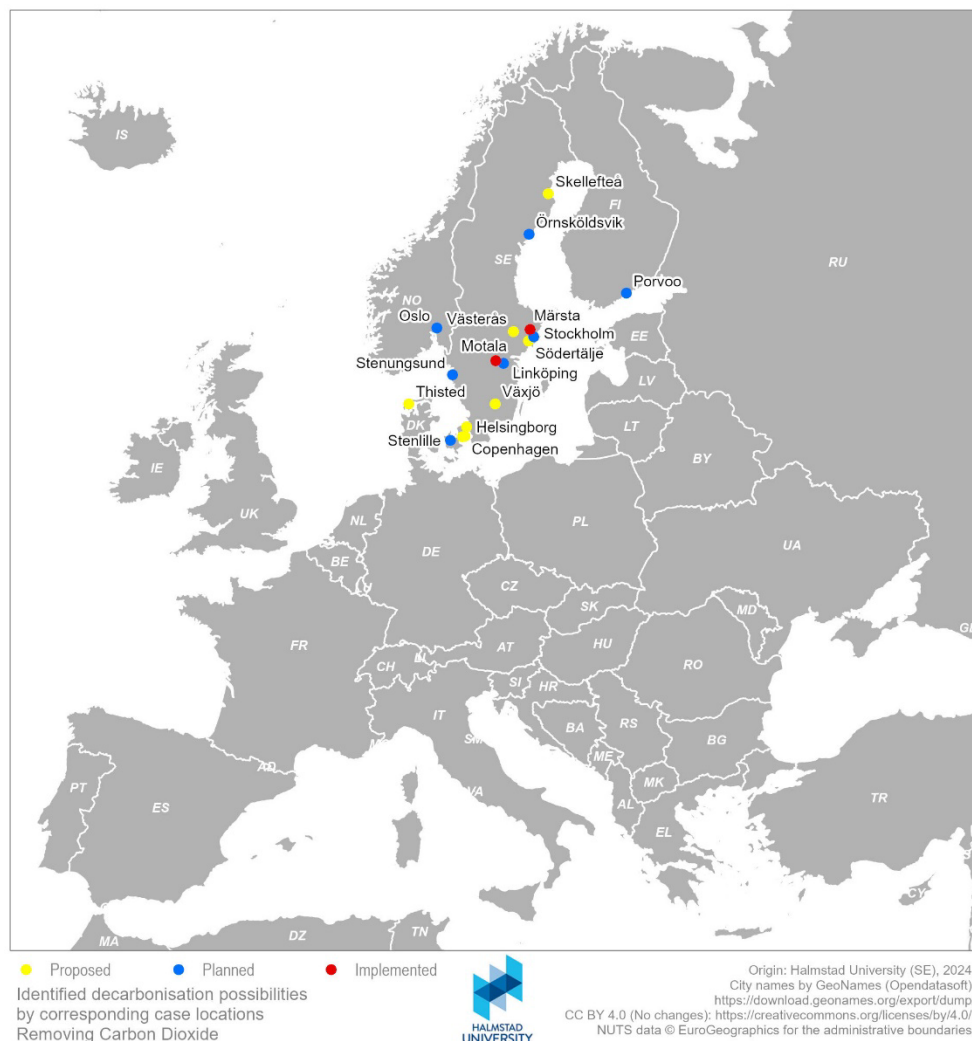 IS
Skellefteå
FI
Örnsköldsvik
SE
RU
Porvoo
NO
Oslo
Västerås
Märsta
Stockholm
EE
Motala
Södertälje
Stenungsund
Linköping
LV
Thisted
Växjö
DK
LT
Helsingborg
Stenlille
Copenhagen
IE
BY
UK
NL
PL
DE
BE
UA
CZ
SK
MD
FR
AT
HU
CH
RO
SI
HR
IT
BA
RS
BG
SM
ME
AD
MK
PT
VA
AL
ES
TR
EL
CY
MA
DZ
TN
Proposed
Planned
Implemented
Identified decarbonisation possibilities
by corresponding case locations
Removing Carbon Dioxide
HALMSTAD
UNIVERSITY
Origin: Halmstad University (SE), 2024
City names by GeoNames (Opendatasoft)
https://download.geonames.org/export/dump
CC BY 4.0 (No changes): https://creativecommons.org/licenses/by/4.0/
NUTS data © EuroGeographics for the administrative boundaries